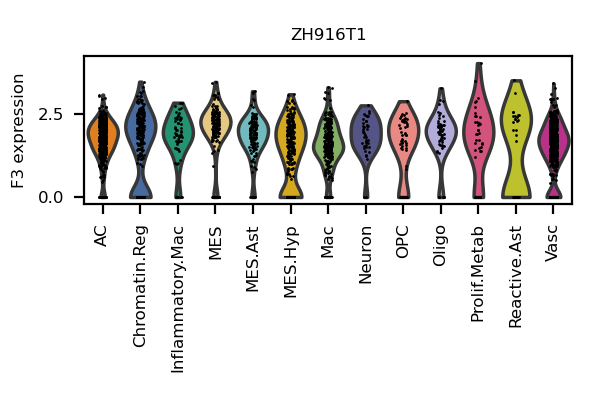 ZH916T1
F3 expression
2.5
0.0
AC
Chromatin.Reg
Inflammatory.Mac
MES
MES.Ast
MES.Hyp
Mac
Neuron
OPC
Oligo
Prolif.Metab
Reactive.Ast
Vasc